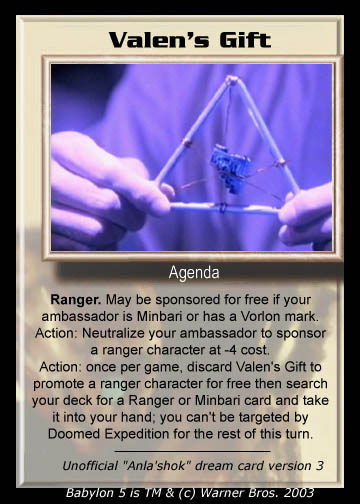 Valen's Gift
Agenda
Ranger. May be sponsored for free if your
ambassador is Minbari or has a Vorlon mark.
Action: Neutralize your ambassador to sponsor
a ranger character at -4 cost.
Action: once per game, discard Valen's Gift to
promote a ranger character for free then search
your deck for a Ranger or Minbari card and take
it into your hand; you can't be targeted by
Doomed Expedition for the rest of this turn.
Unofficial "Anla'shok" dream card version 3
Babylon 5 is TM & (c) Warner Bros. 2003